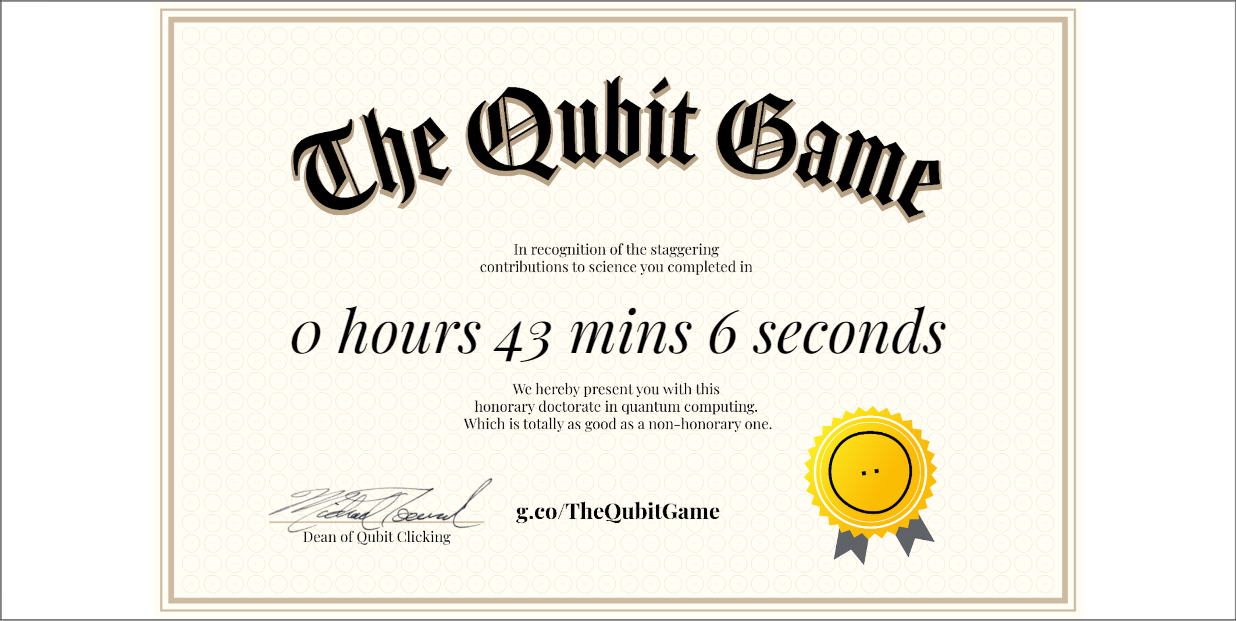 The Qubit Game
In recognition of the staggering
contributions to science you completed in
0 hours 43 mins 6 seconds
We hereby present you with this
honorary doctorate in quantum computing.
Which is totally as good as a non-honorary one.
g.co/TheQubitGame
Dean of Qubit Clicking